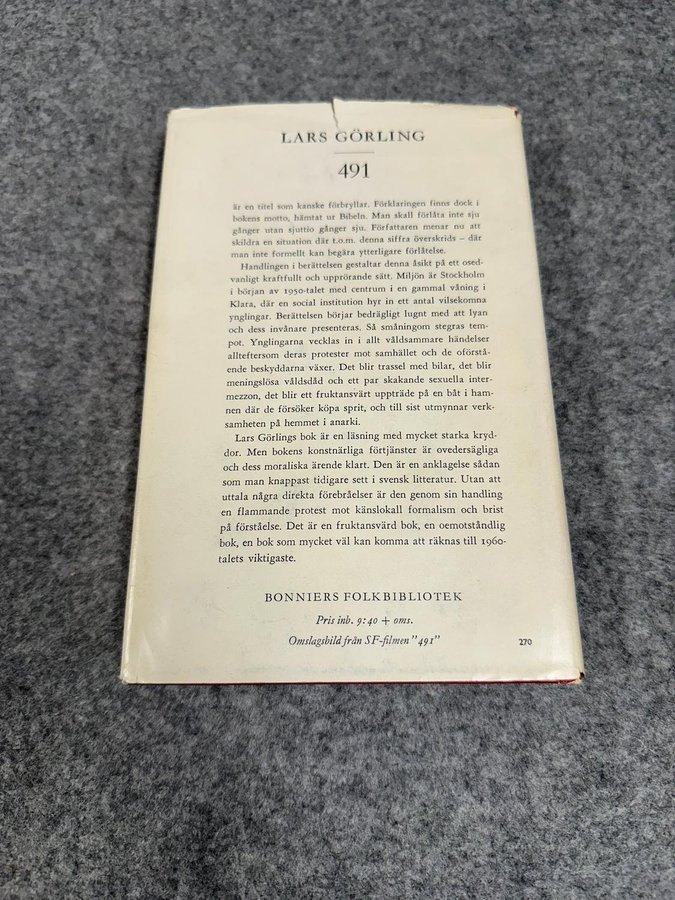 LARS GÖRLING
491
är en titel som kanske förbryllar. Förklaringen finns dock i
bokens motto, hämtat ur Bibeln. Man skall förlåta inte sju
gånger utan sjuttio gånger sju. Författaren menar nu att
skildra en situation där t.o.m. denna siffra överskrids – där
man inte formellt kan begära ytterligare förlåtelse.
Handlingen i berättelsen gestaltar denna åsikt på ett osed-
vanligt kraftfullt och upprörande sätt. Miljön är Stockholm
i början av 1950-talet med centrum i en gammal våning i
Klara, där en social institution hyr in ett antal vilsekomna
ynglingar. Berättelsen börjar bedrägligt lugnt med att lyan
och dess invånare presenteras. Så småningom stegras tem-
pot. Ynglingarna vecklas in i allt våldsammare händelser
allteftersom deras protester mot samhället och de oförstå-
ende beskyddarna växer. Det blir trassel med bilar, det blir
meningslösa våldsdåd och ett par skakande sexuella inter-
mezzon, det blir ett fruktansvärt uppträde på en båt i ham-
nen där de försöker köpa sprit, och till sist utmynnar verk-
samheten på hemmet i anarki.
Lars Görlings bok är en läsning med mycket starka kryd-
dor. Men bokens konstnärliga förtjänster är ovedersägliga
och dess moraliska ärende klart. Den är en anklagelse sådan
som man knappast tidigare sett i svensk litteratur. Utan att
uttala några direkta förebråelser är den genom sin handling
en flammande protest mot känslokall formalism och brist
på förståelse. Det är en fruktansvärd bok, en oemotståndlig
bok, en bok som mycket väl kan komma att räknas till 1960-
talets viktigaste.
BONNIERS FOLKBIBLIOTEK
Pris inb. 9:40 + oms.
Omslagsbild från SF-filmen "491"
270